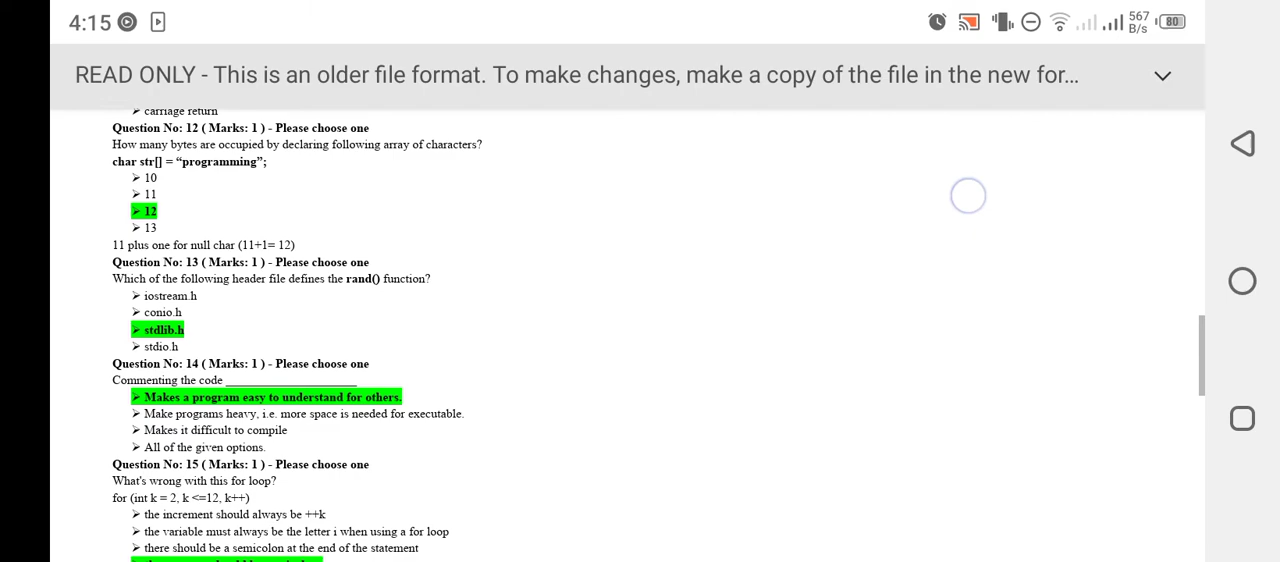 4:15 567 B/s 80
READ ONLY - This is an older file format. To make changes, make a copy of the file in the new for...
➢ carriage return
Question No: 12 ( Marks: 1 ) - Please choose one
How many bytes are occupied by declaring following array of characters?
char str[] = “programming”;
➢ 10
➢ 11
➢ 12
➢ 13
11 plus one for null char (11+1= 12)
Question No: 13 ( Marks: 1 ) - Please choose one
Which of the following header file defines the rand() function?
➢ iostream.h
➢ conio.h
➢ stdlib.h
➢ stdio.h
Question No: 14 ( Marks: 1 ) - Please choose one
Commenting the code ____________________
➢ Makes a program easy to understand for others.
➢ Make programs heavy, i.e. more space is needed for executable.
➢ Makes it difficult to compile
➢ All of the given options.
Question No: 15 ( Marks: 1 ) - Please choose one
What's wrong with this for loop?
for (int k = 2, k <=12, k++)
➢ the increment should always be ++k
➢ the variable must always be the letter i when using a for loop
➢ there should be a semicolon at the end of the statement